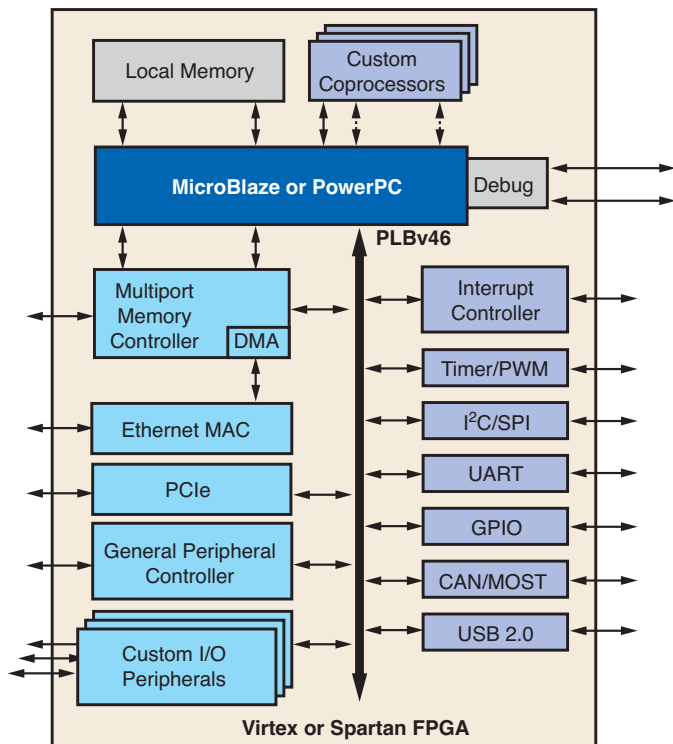 Local Memory
Custom
Coprocessors
MicroBlaze or PowerPC
Debug
PLBv46
Multiport
Memory
Controller
DMA
Interrupt
Controller
Timer/PWM
Ethernet MAC
I²C/SPI
PCIe
UART
General Peripheral
Controller
GPIO
CAN/MOST
Custom I/O
Peripherals
USB 2.0
Virtex or Spartan FPGA